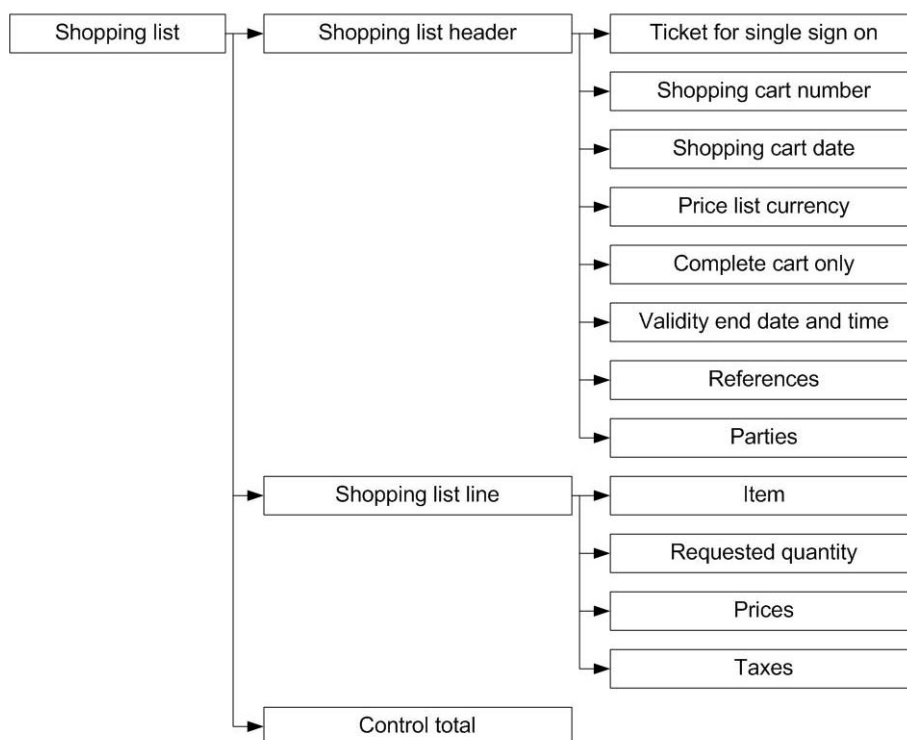 Shopping list
Shopping list header
Ticket for single sign on
Shopping cart number
Shopping cart date
Price list currency
Complete cart only
Validity end date and time
References
Parties
Shopping list line
Item
Requested quantity
Prices
Taxes
Control total